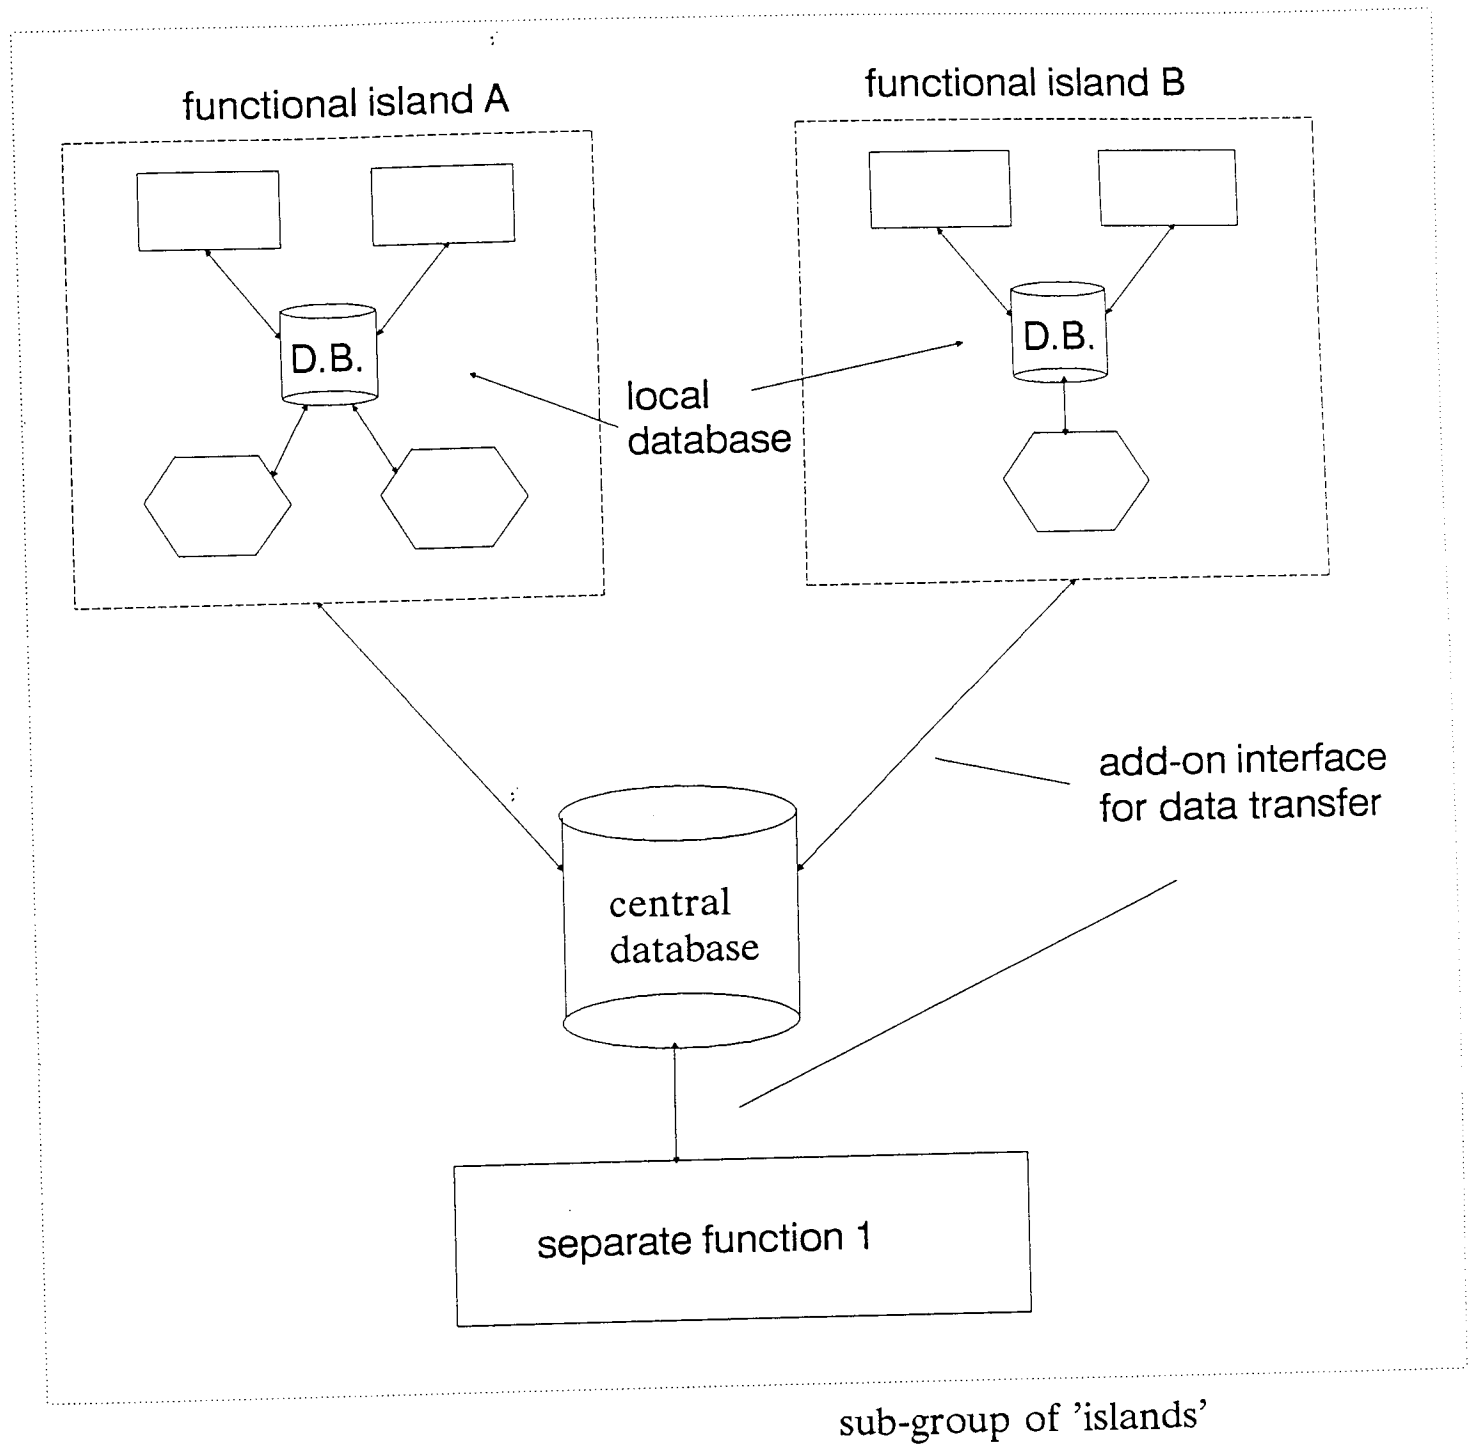 functional island A
functional island B
D.B.
D.B.
local
database
add-on interface
for data transfer
central
database
separate function 1
sub-group of 'islands'